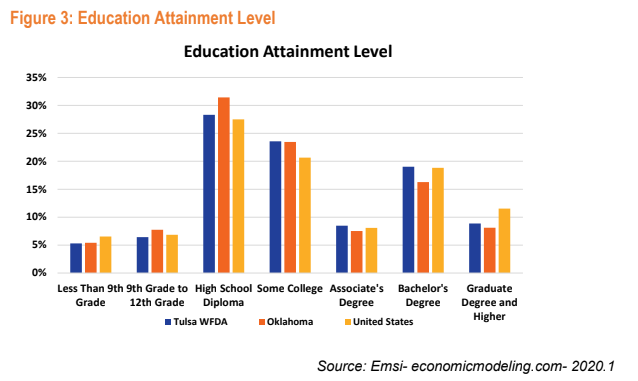 Figure 3: Education Attainment Level
Education Attainment Level
35%
30%
25%
20%
15%
10%
5%
0%
Less Than 9th Grade
9th Grade to 12th Grade
High School Diploma
Some College
Associate's Degree
Bachelor's Degree
Graduate Degree and Higher
Tulsa WFDA
Oklahoma
United States
Source: Emsi- economicmodeling.com- 2020.1